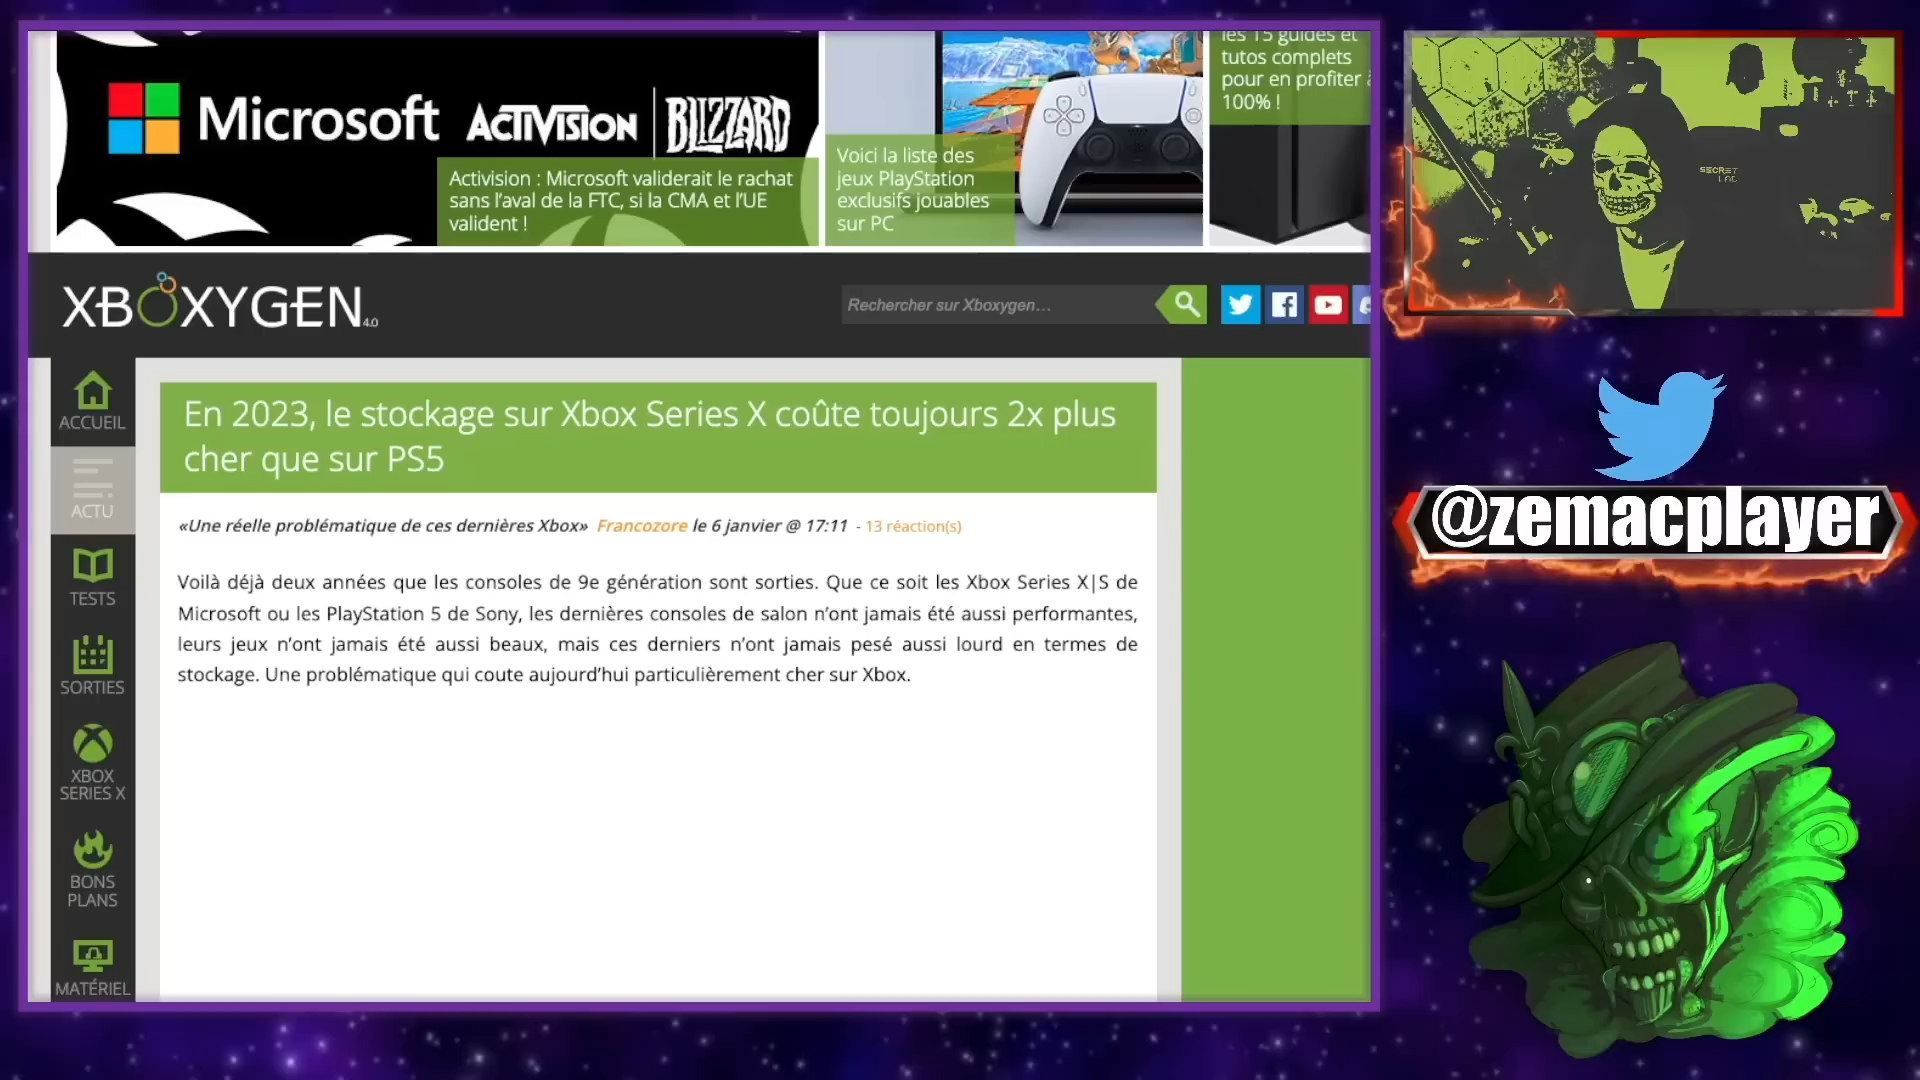 Microsoft
ACTIVISION
BLIZZARD
Activision : Microsoft validerait le rachat
sans l'aval de la FTC, si la CMA et l'UE
valident !
Voici la liste des
jeux PlayStation
exclusifs jouables
sur PC
les 15 guides et
tutos complets
pour en profiter à
100% !
SECRET
LAB
XBOXYGEN 4.0
Rechercher sur Xboxygen...
ACCUEIL
ACTU
TESTS
SORTIES
XBOX
SERIES X
BONS
PLANS
MATÉRIEL
En 2023, le stockage sur Xbox Series X coûte toujours 2x plus
cher que sur PS5
«Une réelle problématique de ces dernières Xbox» Francozore le 6 janvier @ 17:11 - 13 réaction(s)
Voilà déjà deux années que les consoles de 9e génération sont sorties. Que ce soit les Xbox Series X|S de
Microsoft ou les PlayStation 5 de Sony, les dernières consoles de salon n'ont jamais été aussi performantes,
leurs jeux n'ont jamais été aussi beaux, mais ces derniers n'ont jamais pesé aussi lourd en termes de
stockage. Une problématique qui coute aujourd'hui particulièrement cher sur Xbox.
@zemacplayer